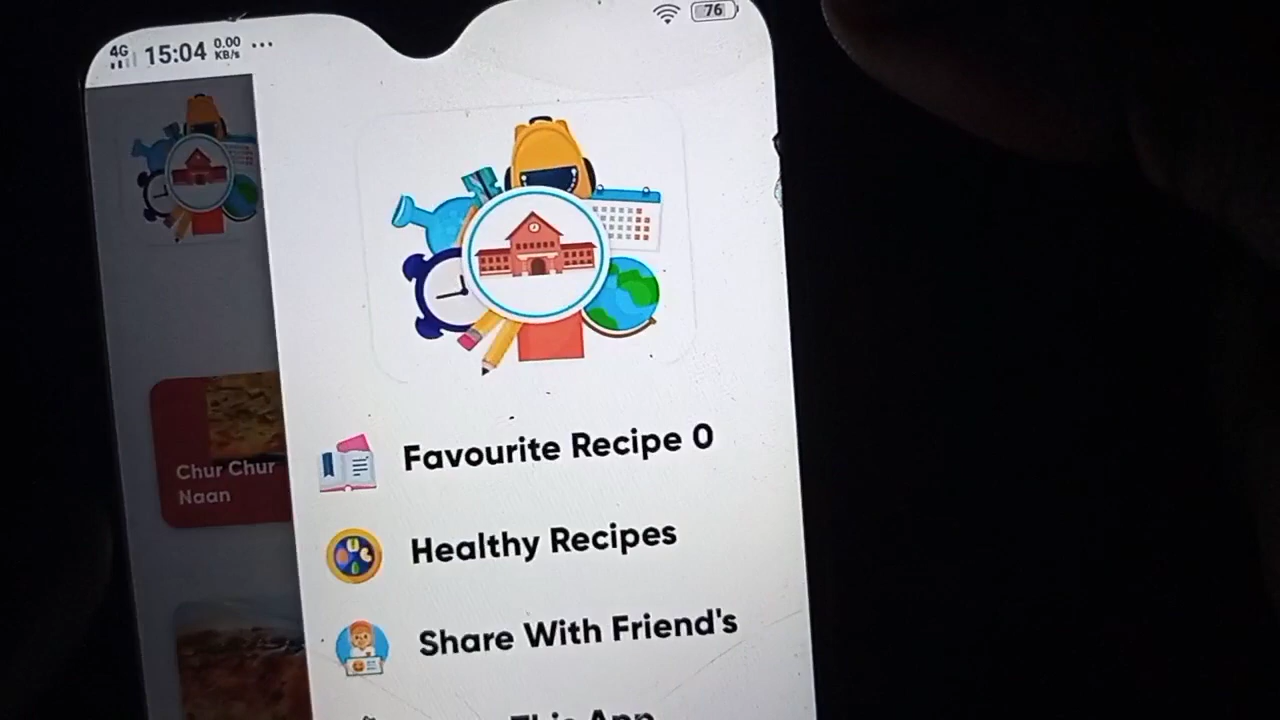 4G 15:04 0.00 KB/s ... 76
Favourite Recipe 0
Chur Chur
Naan
Healthy Recipes
Share With Friend's
This App